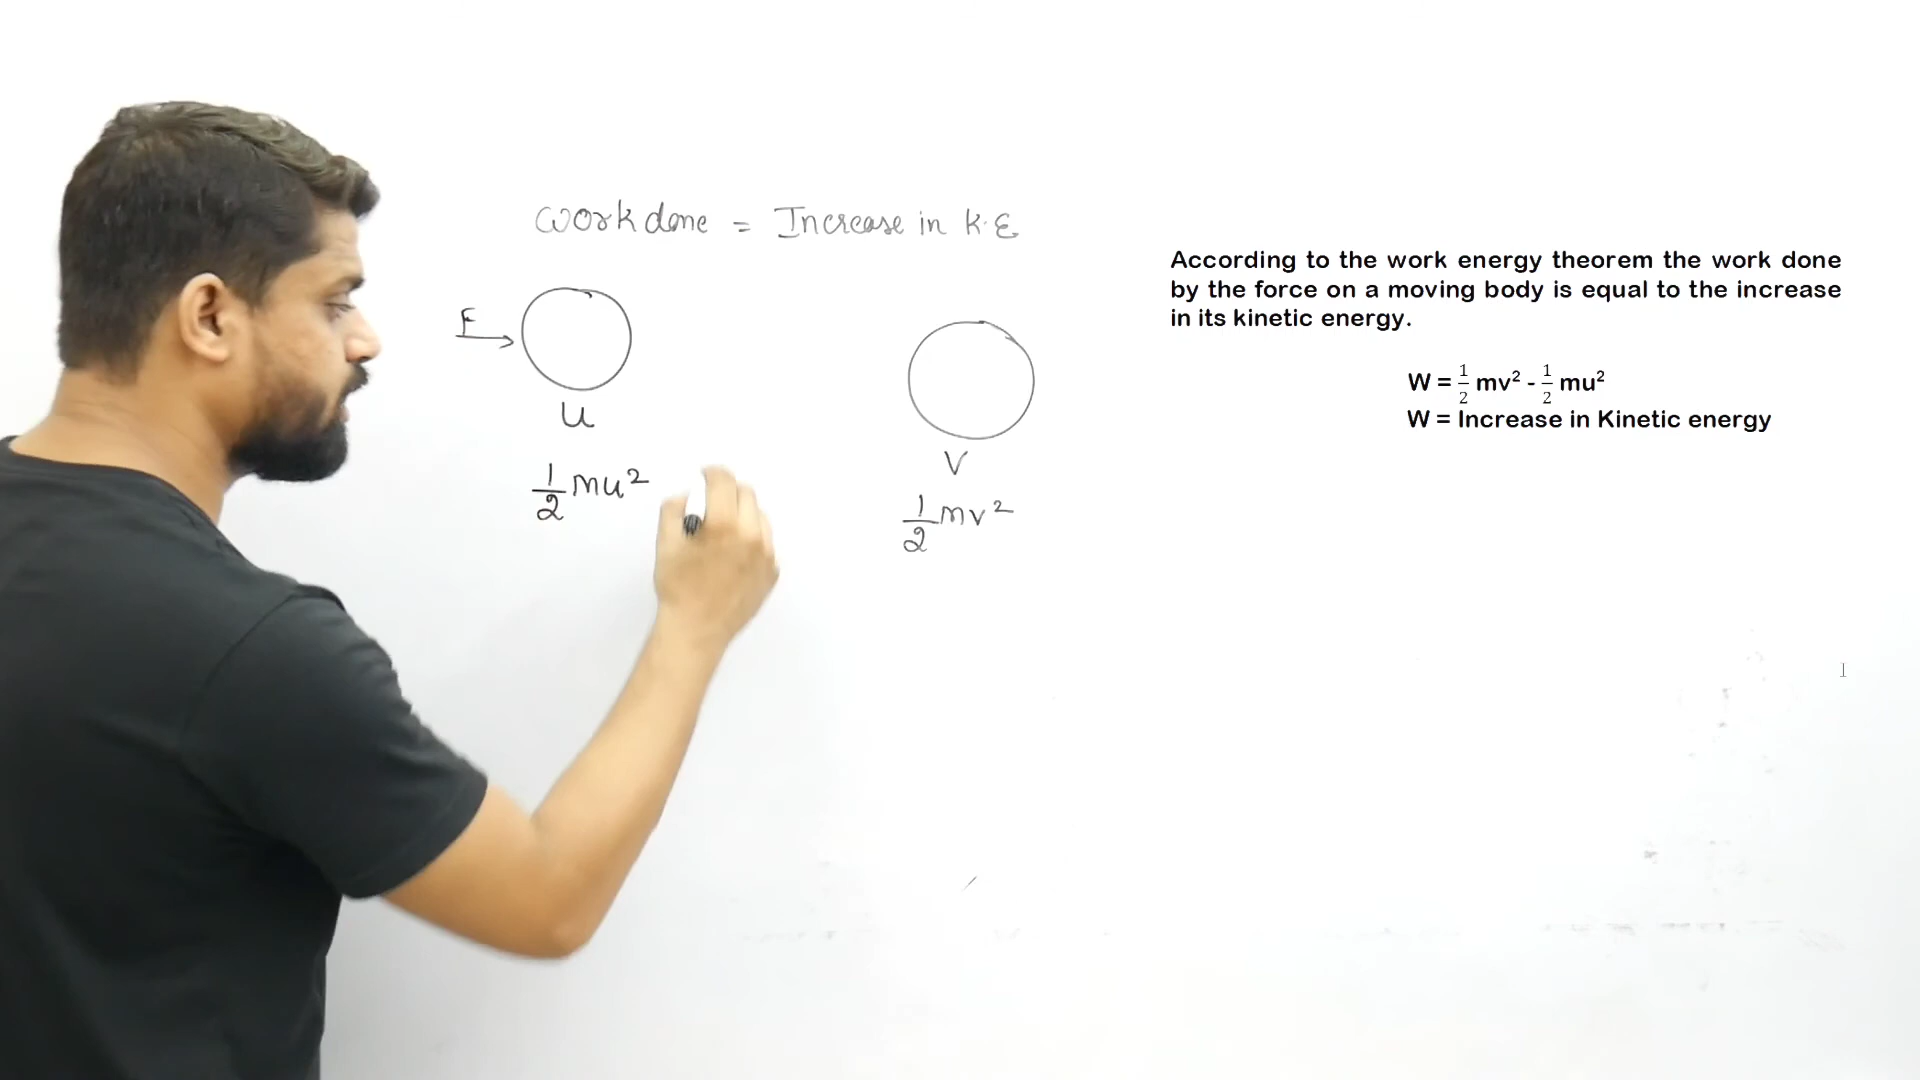 Workdone = Increase in K.E
F
u
v
1/2 mu²
1/2 mv²
According to the work energy theorem the work done
by the force on a moving body is equal to the increase
in its kinetic energy.
W = 1/2 mv² - 1/2 mu²
W = Increase in Kinetic energy
1